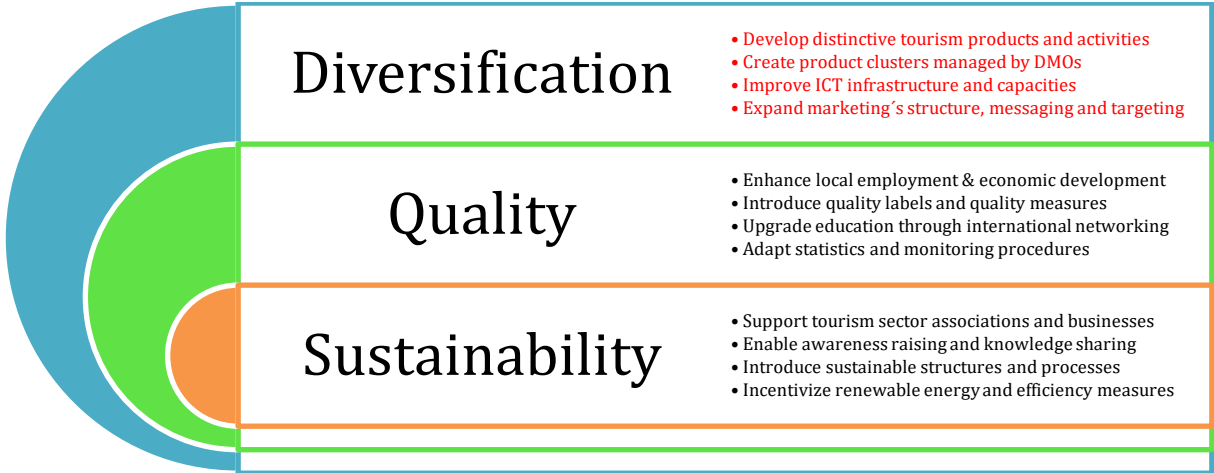 Diversification
• Develop distinctive tourism products and activities
• Create product clusters managed by DMOs
• Improve ICT infrastructure and capacities
• Expand marketing´s structure, messaging and targeting
Quality
• Enhance local employment & economic development
• Introduce quality labels and quality measures
• Upgrade education through international networking
• Adapt statistics and monitoring procedures
Sustainability
• Support tourism sector associations and businesses
• Enable awareness raising and knowledge sharing
• Introduce sustainable structures and processes
• Incentivize renewable energy and efficiency measures